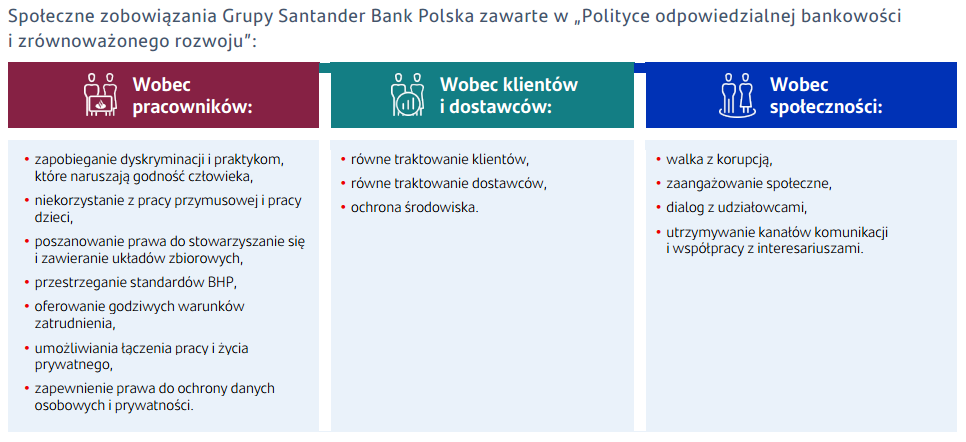 Społeczne zobowiązania Grupy Santander Bank Polska zawarte w „Polityce odpowiedzialnej bankowości
i zrównoważonego rozwoju”:
Wobec
pracowników:
• zapobieganie dyskryminacji i praktykom,
które naruszają godność człowieka,
• niekorzystanie z pracy przymusowej i pracy
dzieci,
• poszanowanie prawa do stowarzyszanie się
i zawieranie układów zbiorowych,
• przestrzeganie standardów BHP,
• oferowanie godziwych warunków
zatrudnienia,
• umożliwiania łączenia pracy i życia
prywatnego,
• zapewnienie prawa do ochrony danych
osobowych i prywatności.
Wobec klientów
i dostawców:
• równe traktowanie klientów,
• równe traktowanie dostawców,
• ochrona środowiska.
Wobec
społeczności:
• walka z korupcją,
• zaangażowanie społeczne,
• dialog z udziałowcami,
• utrzymywanie kanałów komunikacji
i współpracy z interesariuszami.